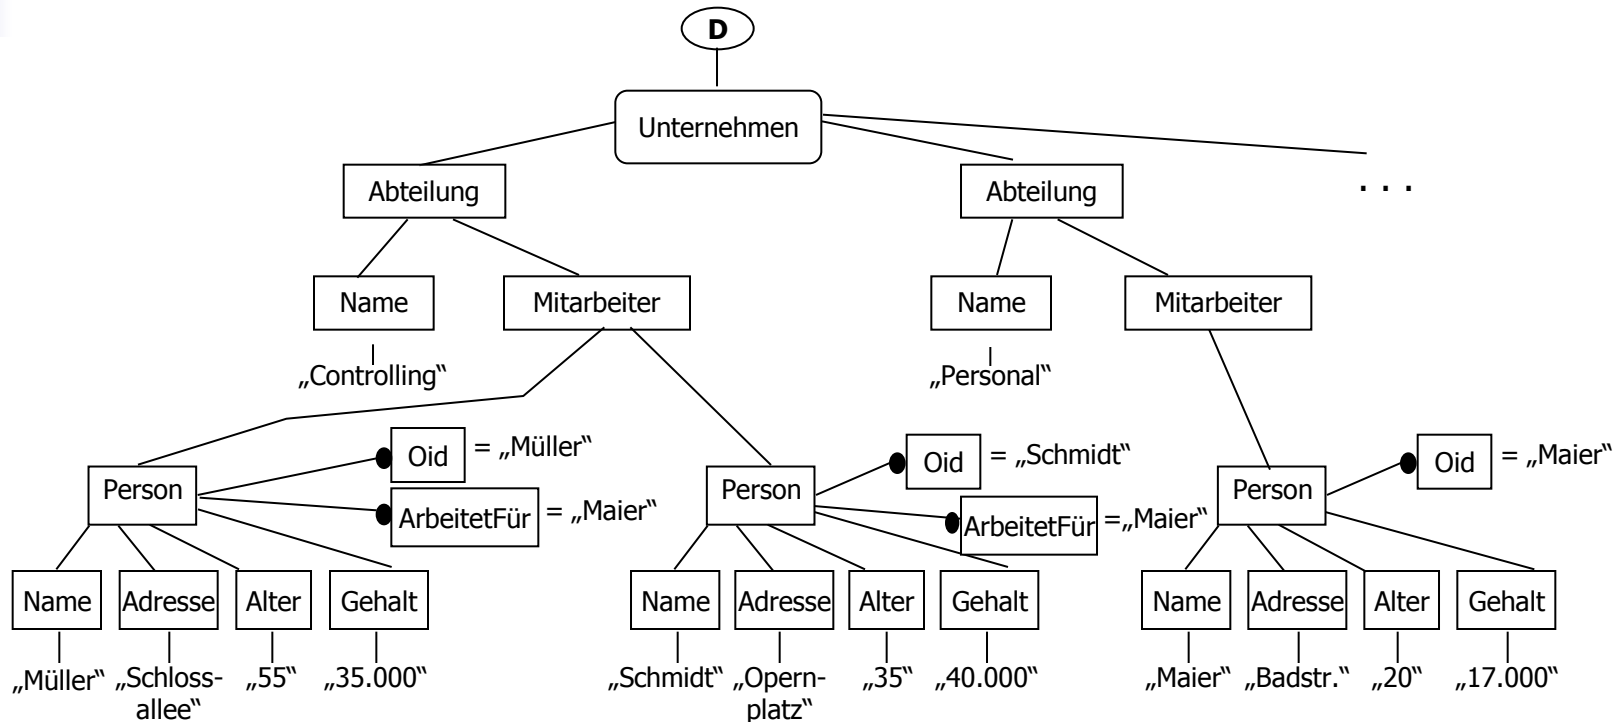 D
Unternehmen
Abteilung
Abteilung
. . .
Name
Mitarbeiter
Name
Mitarbeiter
„Controlling“
„Personal“
Oid = „Müller“
Oid = „Schmidt“
Oid = „Maier“
Person
Person
Person
ArbeitetFür = „Maier“
ArbeitetFür =„Maier“
Name Adresse Alter Gehalt
Name Adresse Alter Gehalt
Name Adresse Alter Gehalt
„Müller“ „Schloss-
allee“
„55“ „35.000“
„Schmidt“ „Opern-
platz“
„35“ „40.000“
„Maier“ „Badstr.“ „20“ „17.000“